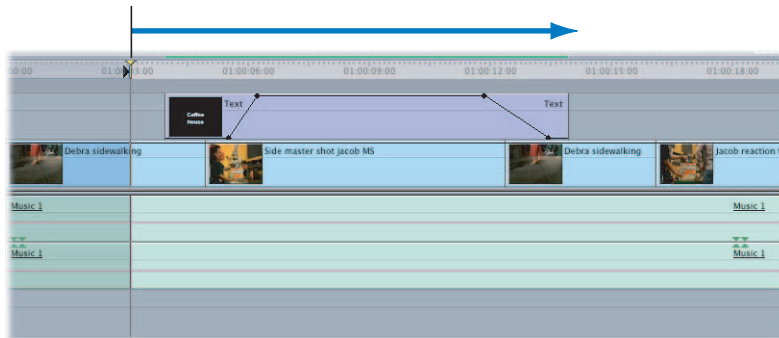 00:00 01:00:03:00 01:00:06:00 01:00:09:00 01:00:12:00 01:00:15:00 01:00:18:00
Text Text
Coffee
House
Debra sidewalking Side master shot jacob MS Debra sidewalking Jacob reaction
Music 1 Music 1
Music 1 Music 1